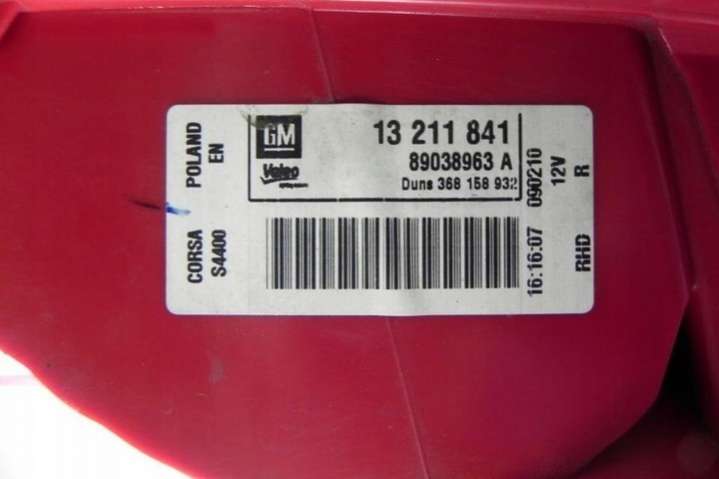 POLAND
EN
CORSA
S4400
GM
Valeo
13 211 841
89038963 A
Duns 368 158 932
16:16:07 090210
12V
RHD R